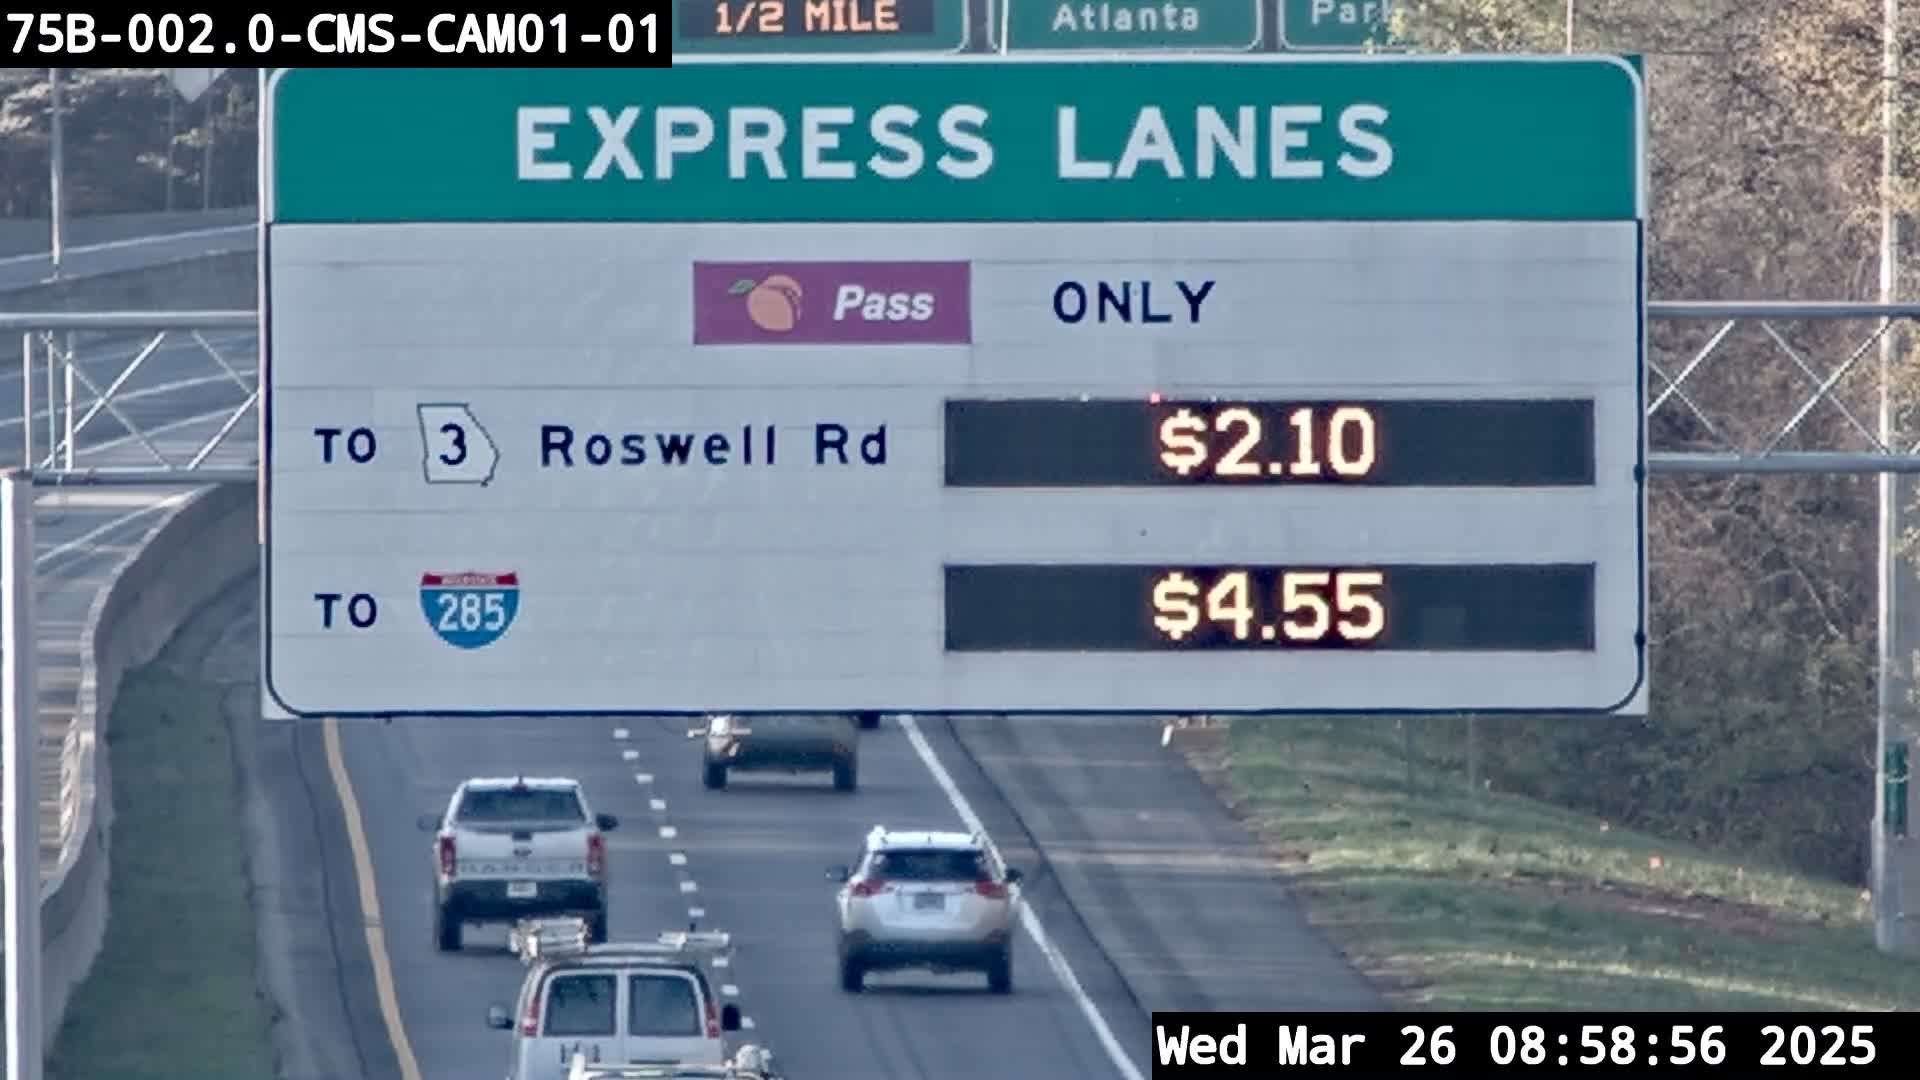 75B-002.0-CMS-CAM01-01
1/2 MILE
Atlanta
EXPRESS LANES
Pass ONLY
TO 3 Roswell Rd $2.10
TO 285 $4.55
RANGER
Wed Mar 26 08:58:56 2025